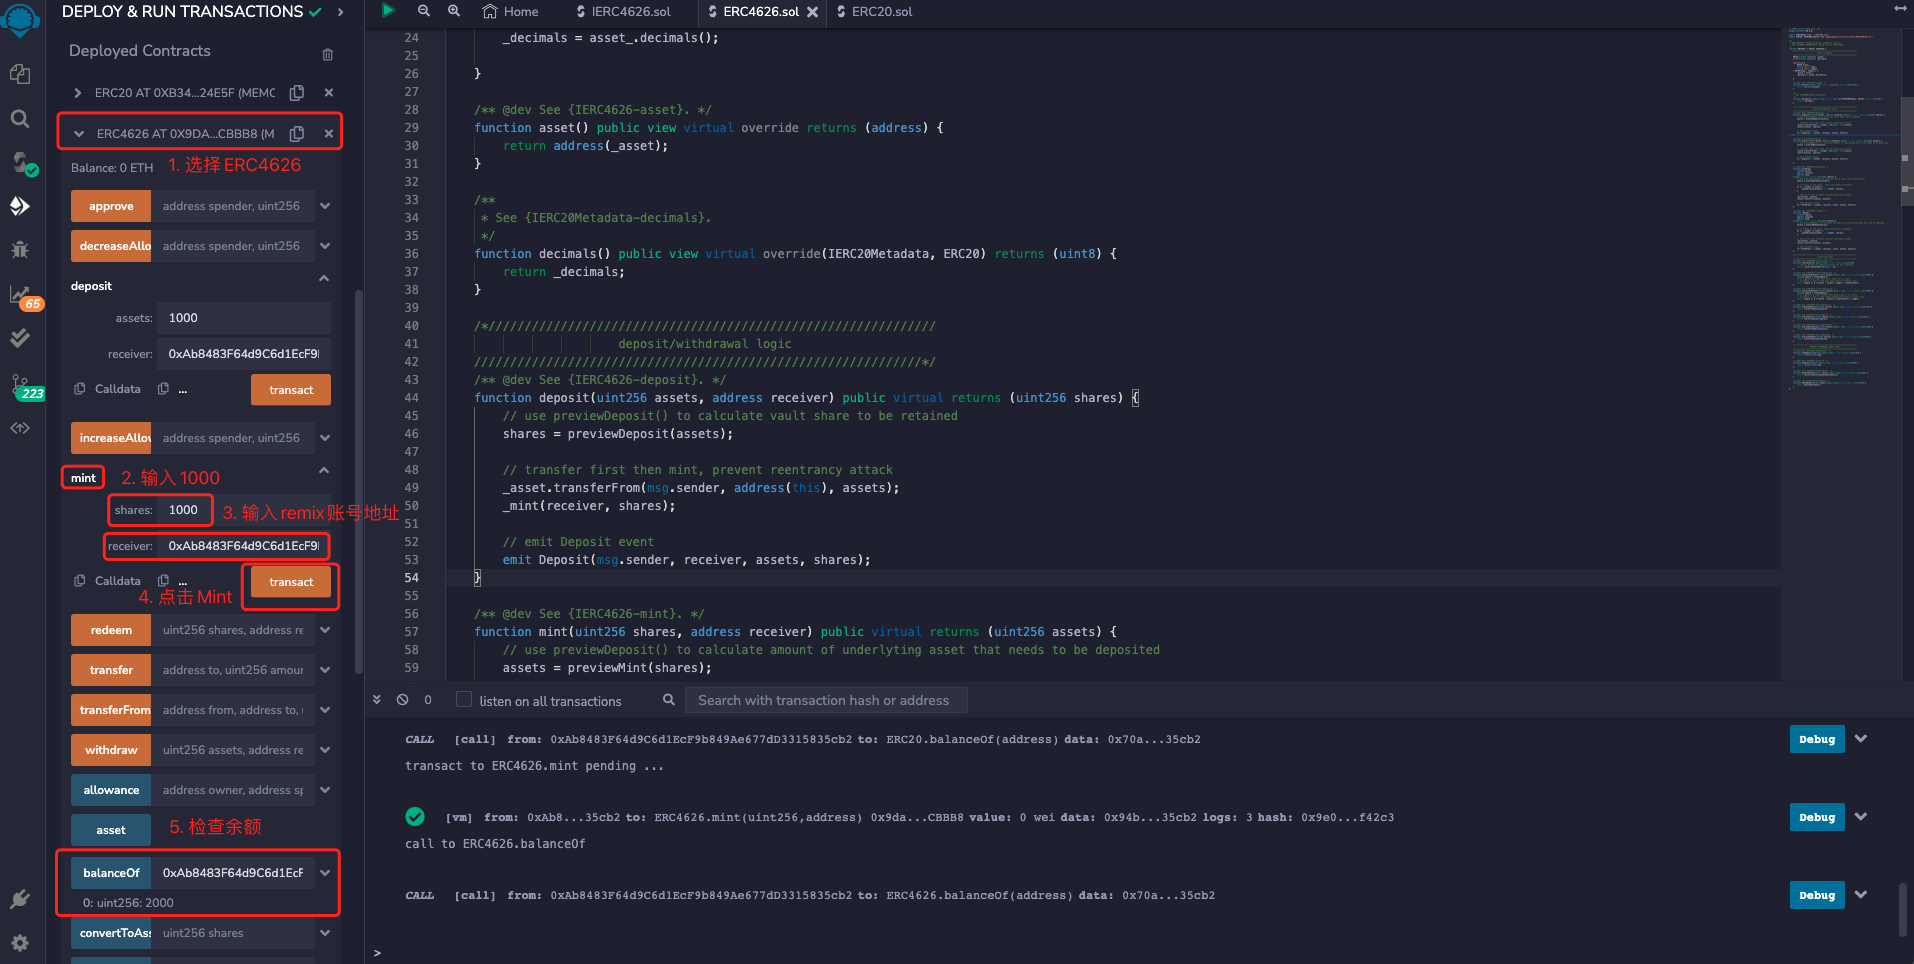 DEPLOY & RUN TRANSACTIONS
Deployed Contracts
ERC20 AT 0XB34...24E5F (MEMC
ERC4626 AT 0X9DA...CBBB8 (M
Balance: 0 ETH
1. 选择ERC4626
approve address spender, uint256
decreaseAllo address spender, uint256
deposit
assets: 1000
receiver: 0xAb8483F64d9C6d1EcF9
Calldata ... transact
increaseAllo address spender, uint256
mint 2. 输入1000
shares: 1000
3. 输入remix账号地址
receiver: 0xAb8483F64d9C6d1EcF9
Calldata ... transact
4. 点击 Mint
redeem uint256 shares, address re
transfer address to, uint256 amour
transferFrom address from, address to,
withdraw uint256 assets, address re
allowance address owner, address sp
asset 5. 检查余额
balanceOf 0xAb8483F64d9C6d1EcF
0: uint256: 2000
convertToAss uint256 shares
65
223
Home IERC4626.sol ERC4626.sol ERC20.sol
24 _decimals = asset_.decimals();
25
26 }
27
28 /** @dev See {IERC4626-asset}. */
29 function asset() public view virtual override returns (address) {
30 return address(_asset);
31 }
32
33 /**
34 * See {IERC20Metadata-decimals}.
35 */
36 function decimals() public view virtual override(IERC20Metadata, ERC20) returns (uint8) {
37 return _decimals;
38 }
39
40 /*//////////////////////////////////////////////////////////////
41 deposit/withdrawal logic
42 //////////////////////////////////////////////////////////////*/
43 /** @dev See {IERC4626-deposit}. */
44 function deposit(uint256 assets, address receiver) public virtual returns (uint256 shares) {
45 // use previewDeposit() to calculate vault share to be retained
46 shares = previewDeposit(assets);
47
48 // transfer first then mint, prevent reentrancy attack
49 _asset.transferFrom(msg.sender, address(this), assets);
50 _mint(receiver, shares);
51
52 // emit Deposit event
53 emit Deposit(msg.sender, receiver, assets, shares);
54 }
55
56 /** @dev See {IERC4626-mint}. */
57 function mint(uint256 shares, address receiver) public virtual returns (uint256 assets) {
58 // use previewDeposit() to calculate amount of underlyting asset that needs to be deposited
59 assets = previewMint(shares);
0 listen on all transactions Search with transaction hash or address
CALL [call] from: 0xAb8483F64d9C6d1EcF9b849Ae677dD3315835cb2 to: ERC20.balanceOf(address) data: 0x70a...35cb2 Debug
transact to ERC4626.mint pending ...
[vm] from: 0xAb8...35cb2 to: ERC4626.mint(uint256,address) 0x9da...CBBB8 value: 0 wei data: 0x94b...35cb2 logs: 3 hash: 0x9e0...f42c3 Debug
call to ERC4626.balanceOf
CALL [call] from: 0xAb8483F64d9C6d1EcF9b849Ae677dD3315835cb2 to: ERC4626.balanceOf(address) data: 0x70a...35cb2 Debug
>